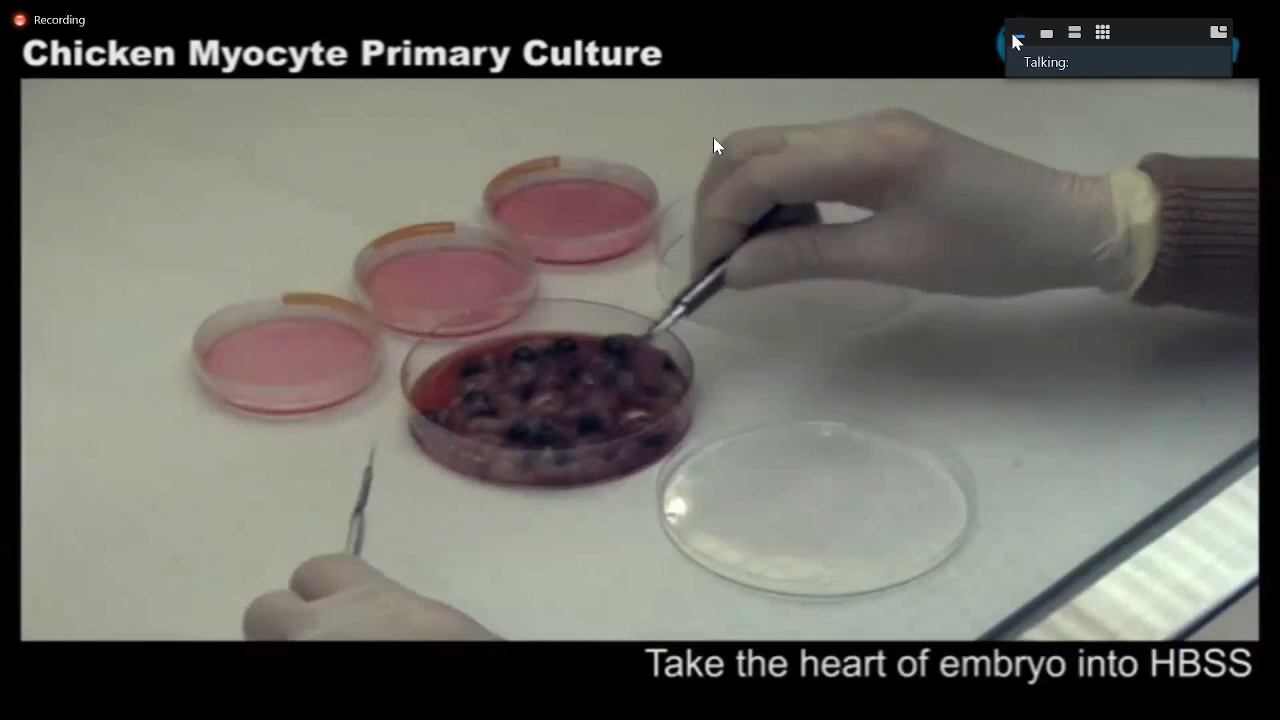 Recording
Chicken Myocyte Primary Culture
Talking:
Take the heart of embryo into HBSS